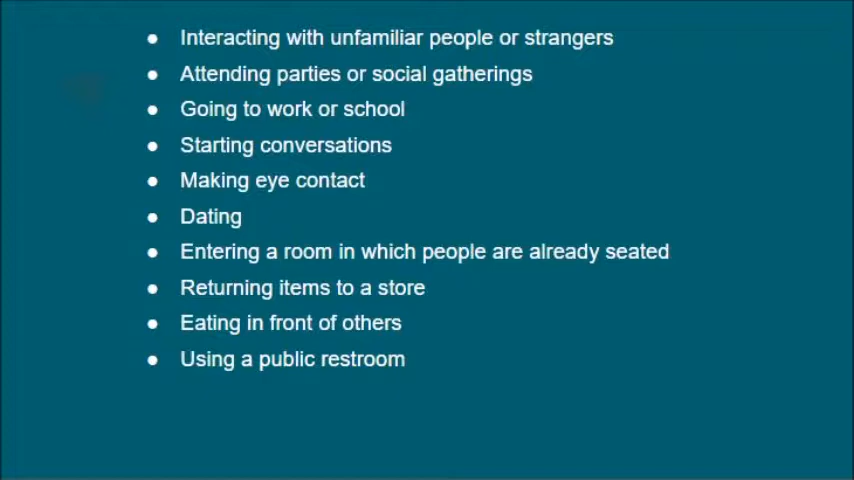 ● Interacting with unfamiliar people or strangers
● Attending parties or social gatherings
● Going to work or school
● Starting conversations
● Making eye contact
● Dating
● Entering a room in which people are already seated
● Returning items to a store
● Eating in front of others
● Using a public restroom